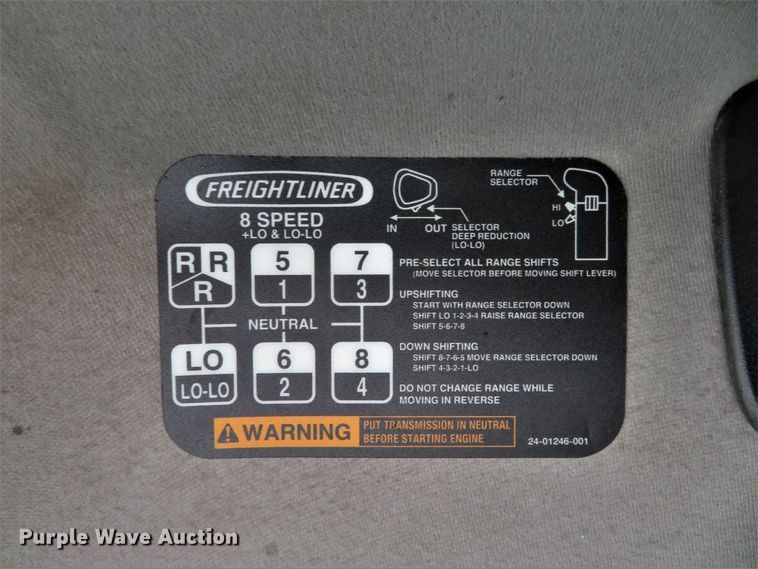 FREIGHTLINER
8 SPEED
+LO & LO-LO
RANGE
SELECTOR
HI
LO
IN OUT SELECTOR
DEEP REDUCTION
(LO-LO)
R R 5 7
R 1 3
NEUTRAL
LO 6 8
LO-LO 2 4
PRE-SELECT ALL RANGE SHIFTS
(MOVE SELECTOR BEFORE MOVING SHIFT LEVER)
UPSHIFTING
START WITH RANGE SELECTOR DOWN
SHIFT LO 1-2-3-4 RAISE RANGE SELECTOR
SHIFT 5-6-7-8
DOWN SHIFTING
SHIFT 8-7-6-5 MOVE RANGE SELECTOR DOWN
SHIFT 4-3-2-1-LO
DO NOT CHANGE RANGE WHILE
MOVING IN REVERSE
WARNING
PUT TRANSMISSION IN NEUTRAL
BEFORE STARTING ENGINE
24-01246-001
Purple Wave Auction
Purple Wave Auction